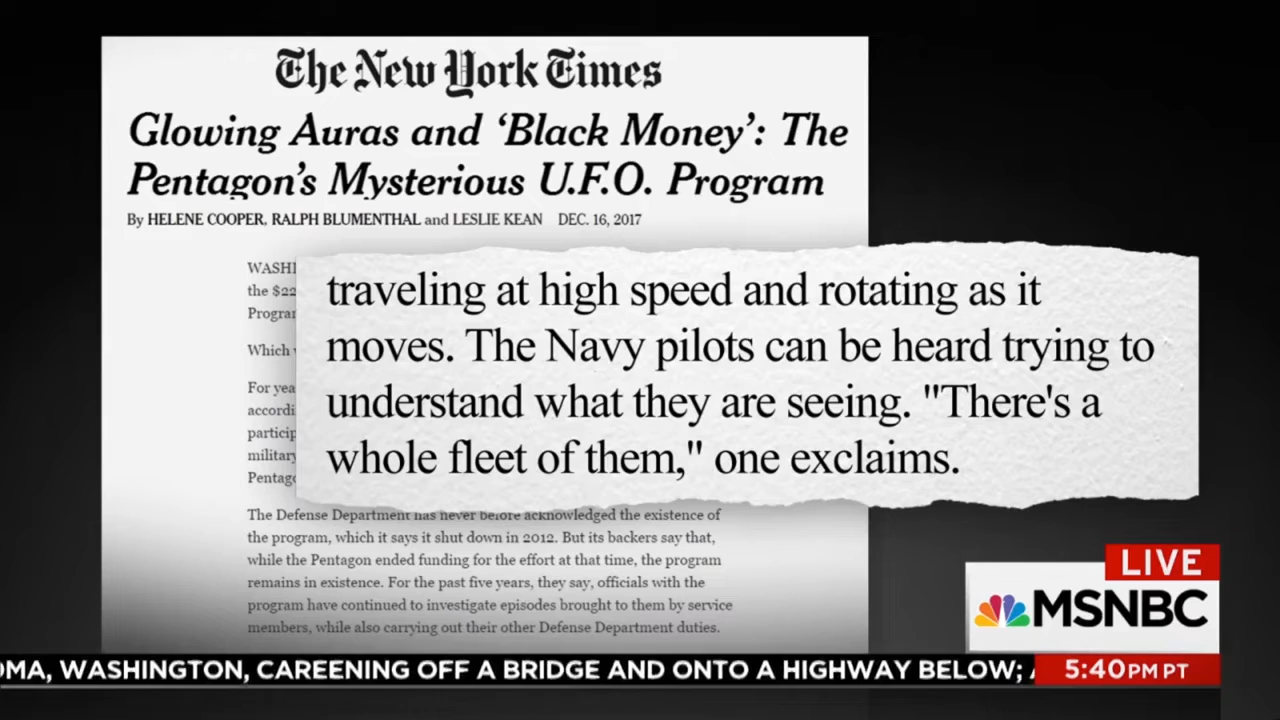 The New York Times
Glowing Auras and ‘Black Money’: The
Pentagon’s Mysterious U.F.O. Program
By HELENE COOPER, RALPH BLUMENTHAL and LESLIE KEAN DEC. 16, 2017
the $22
Which
For yea
military
traveling at high speed and rotating as it
moves. The Navy pilots can be heard trying to
understand what they are seeing. "There's a
whole fleet of them," one exclaims.
The Defense Department has never before acknowledged the existence of
the program, which it says it shut down in 2012. But its backers say that,
while the Pentagon ended funding for the effort at that time, the program
remains in existence. For the past five years, they say, officials with the
program have continued to investigate episodes brought to them by service
members, while also carrying out their other Defense Department duties.
LIVE
MSNBC
OMA, WASHINGTON, CAREENING OFF A BRIDGE AND ONTO A HIGHWAY BELOW;
5:40PM PT